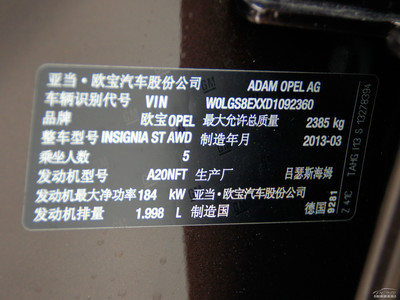 亚当·欧宝汽车股份公司 ADAM OPEL AG
车辆识别代号 VIN W0LGS8EXXD1092360
品牌 欧宝OPEL 最大允许总质量 2385 kg
整车型号 INSIGNIA ST AWD 制造年月 2013-03
乘坐人数 5
发动机型号 A20NFT 生产厂 吕瑟斯海姆
发动机最大净功率 184 kW 亚当·欧宝汽车股份公司
发动机排量 1.998 L 制造国 德国
9281
Z 41C TAHG I13 S 13278394